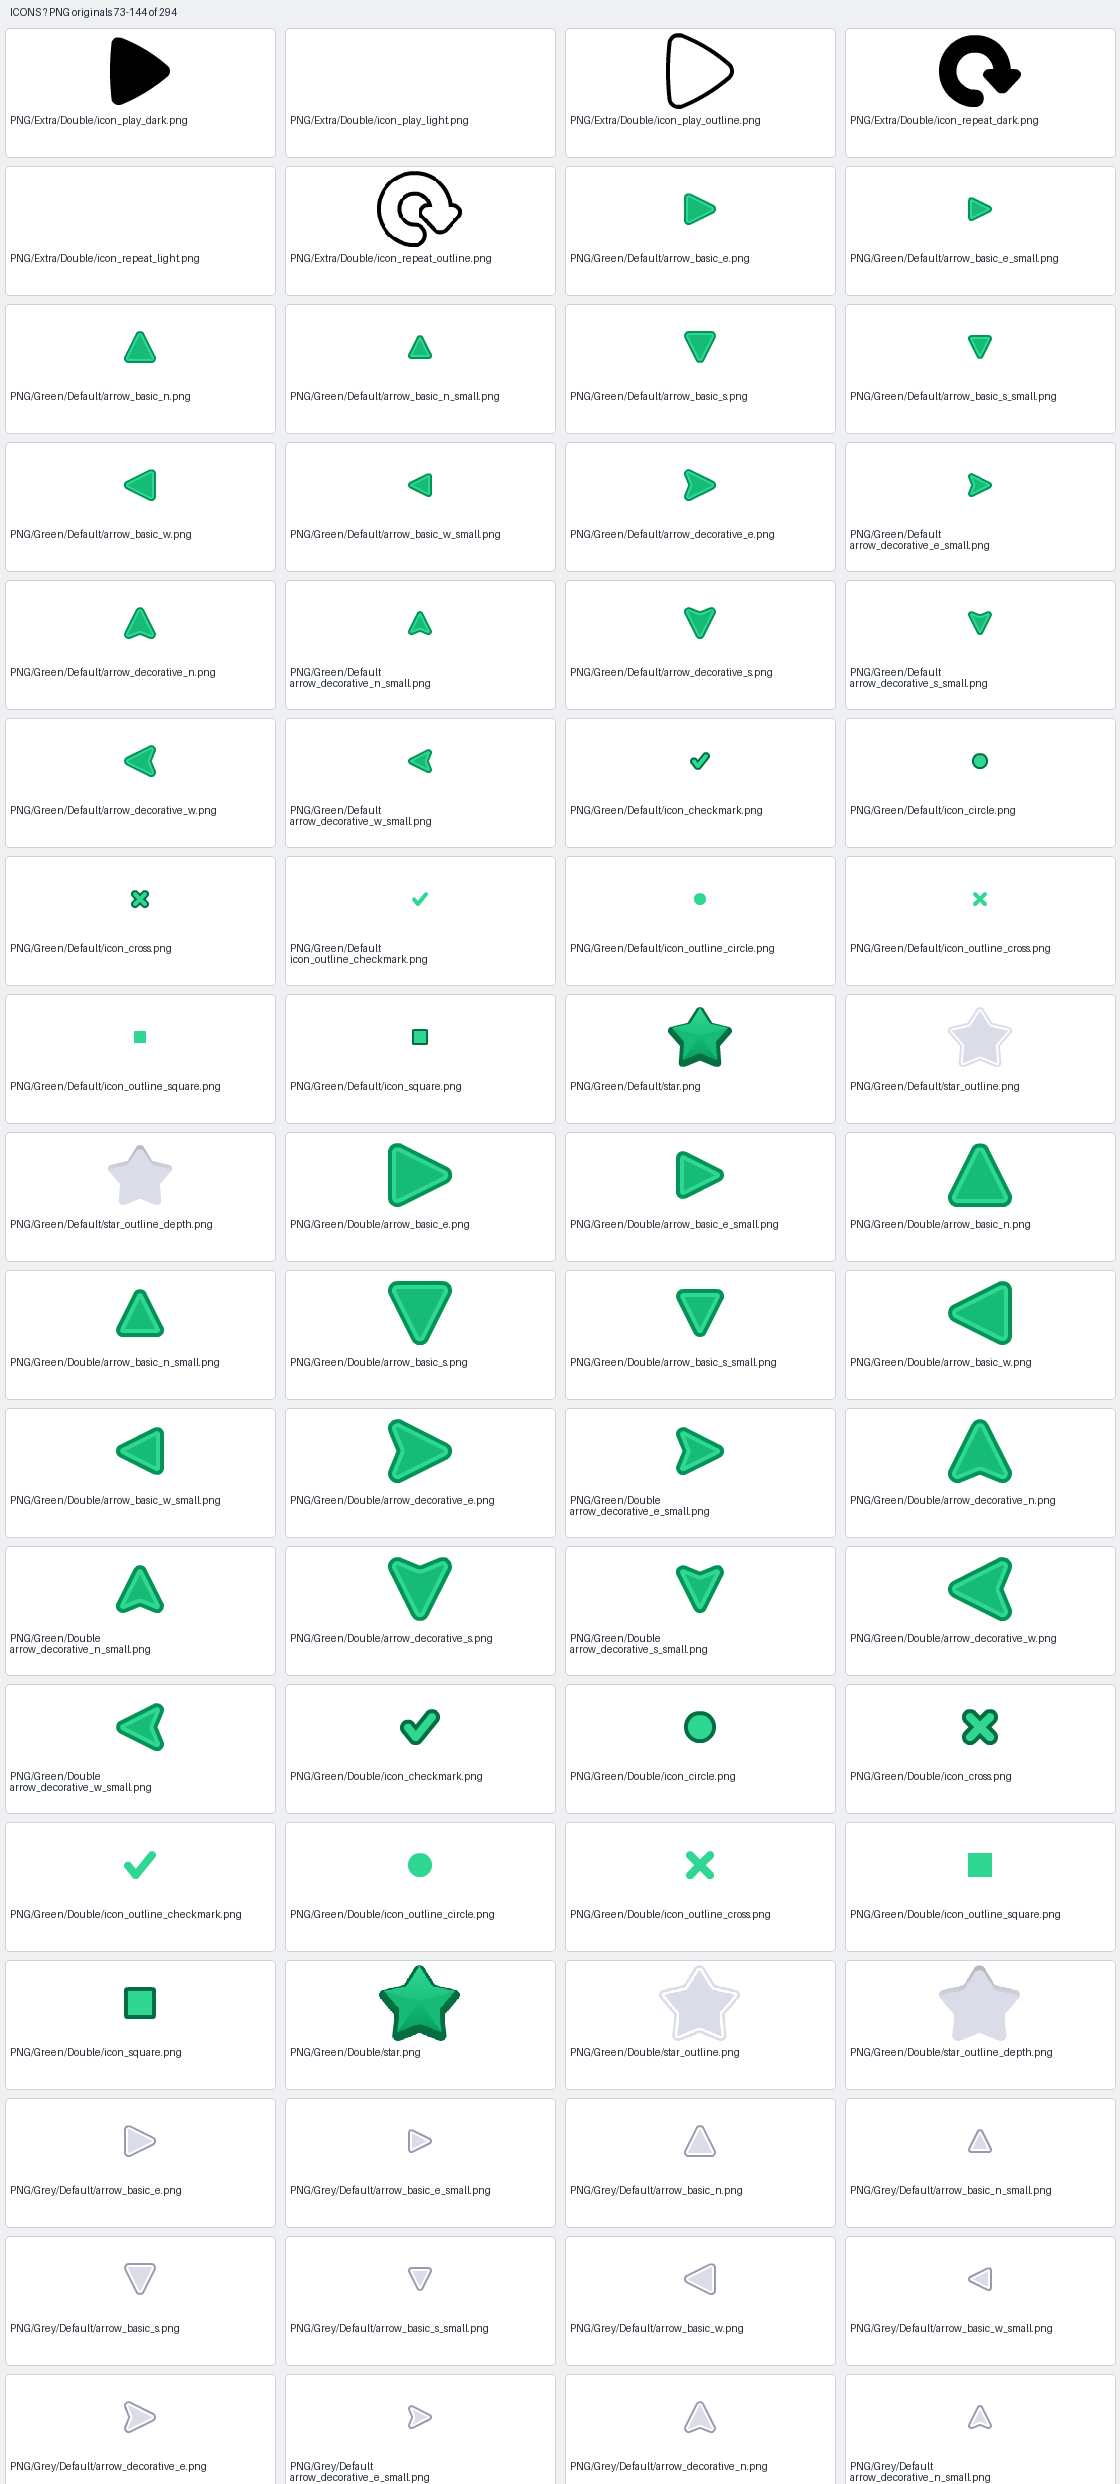 ICONS ? PNG originals 73-144 of 294
PNG/Extra/Double/icon_play_dark.png
PNG/Extra/Double/icon_play_light.png
PNG/Extra/Double/icon_play_outline.png
PNG/Extra/Double/icon_repeat_dark.png
PNG/Extra/Double/icon_repeat_light.png
PNG/Extra/Double/icon_repeat_outline.png
PNG/Green/Default/arrow_basic_e.png
PNG/Green/Default/arrow_basic_e_small.png
PNG/Green/Default/arrow_basic_n.png
PNG/Green/Default/arrow_basic_n_small.png
PNG/Green/Default/arrow_basic_s.png
PNG/Green/Default/arrow_basic_s_small.png
PNG/Green/Default/arrow_basic_w.png
PNG/Green/Default/arrow_basic_w_small.png
PNG/Green/Default/arrow_decorative_e.png
PNG/Green/Default
arrow_decorative_e_small.png
PNG/Green/Default/arrow_decorative_n.png
PNG/Green/Default
arrow_decorative_n_small.png
PNG/Green/Default/arrow_decorative_s.png
PNG/Green/Default
arrow_decorative_s_small.png
PNG/Green/Default/arrow_decorative_w.png
PNG/Green/Default
arrow_decorative_w_small.png
PNG/Green/Default/icon_checkmark.png
PNG/Green/Default/icon_circle.png
PNG/Green/Default/icon_cross.png
PNG/Green/Default
icon_outline_checkmark.png
PNG/Green/Default/icon_outline_circle.png
PNG/Green/Default/icon_outline_cross.png
PNG/Green/Default/icon_outline_square.png
PNG/Green/Default/icon_square.png
PNG/Green/Default/star.png
PNG/Green/Default/star_outline.png
PNG/Green/Default/star_outline_depth.png
PNG/Green/Double/arrow_basic_e.png
PNG/Green/Double/arrow_basic_e_small.png
PNG/Green/Double/arrow_basic_n.png
PNG/Green/Double/arrow_basic_n_small.png
PNG/Green/Double/arrow_basic_s.png
PNG/Green/Double/arrow_basic_s_small.png
PNG/Green/Double/arrow_basic_w.png
PNG/Green/Double/arrow_basic_w_small.png
PNG/Green/Double/arrow_decorative_e.png
PNG/Green/Double
arrow_decorative_e_small.png
PNG/Green/Double/arrow_decorative_n.png
PNG/Green/Double
arrow_decorative_n_small.png
PNG/Green/Double/arrow_decorative_s.png
PNG/Green/Double
arrow_decorative_s_small.png
PNG/Green/Double/arrow_decorative_w.png
PNG/Green/Double
arrow_decorative_w_small.png
PNG/Green/Double/icon_checkmark.png
PNG/Green/Double/icon_circle.png
PNG/Green/Double/icon_cross.png
PNG/Green/Double/icon_outline_checkmark.png
PNG/Green/Double/icon_outline_circle.png
PNG/Green/Double/icon_outline_cross.png
PNG/Green/Double/icon_outline_square.png
PNG/Green/Double/icon_square.png
PNG/Green/Double/star.png
PNG/Green/Double/star_outline.png
PNG/Green/Double/star_outline_depth.png
PNG/Grey/Default/arrow_basic_e.png
PNG/Grey/Default/arrow_basic_e_small.png
PNG/Grey/Default/arrow_basic_n.png
PNG/Grey/Default/arrow_basic_n_small.png
PNG/Grey/Default/arrow_basic_s.png
PNG/Grey/Default/arrow_basic_s_small.png
PNG/Grey/Default/arrow_basic_w.png
PNG/Grey/Default/arrow_basic_w_small.png
PNG/Grey/Default/arrow_decorative_e.png
PNG/Grey/Default
arrow_decorative_e_small.png
PNG/Grey/Default/arrow_decorative_n.png
PNG/Grey/Default
arrow_decorative_n_small.png